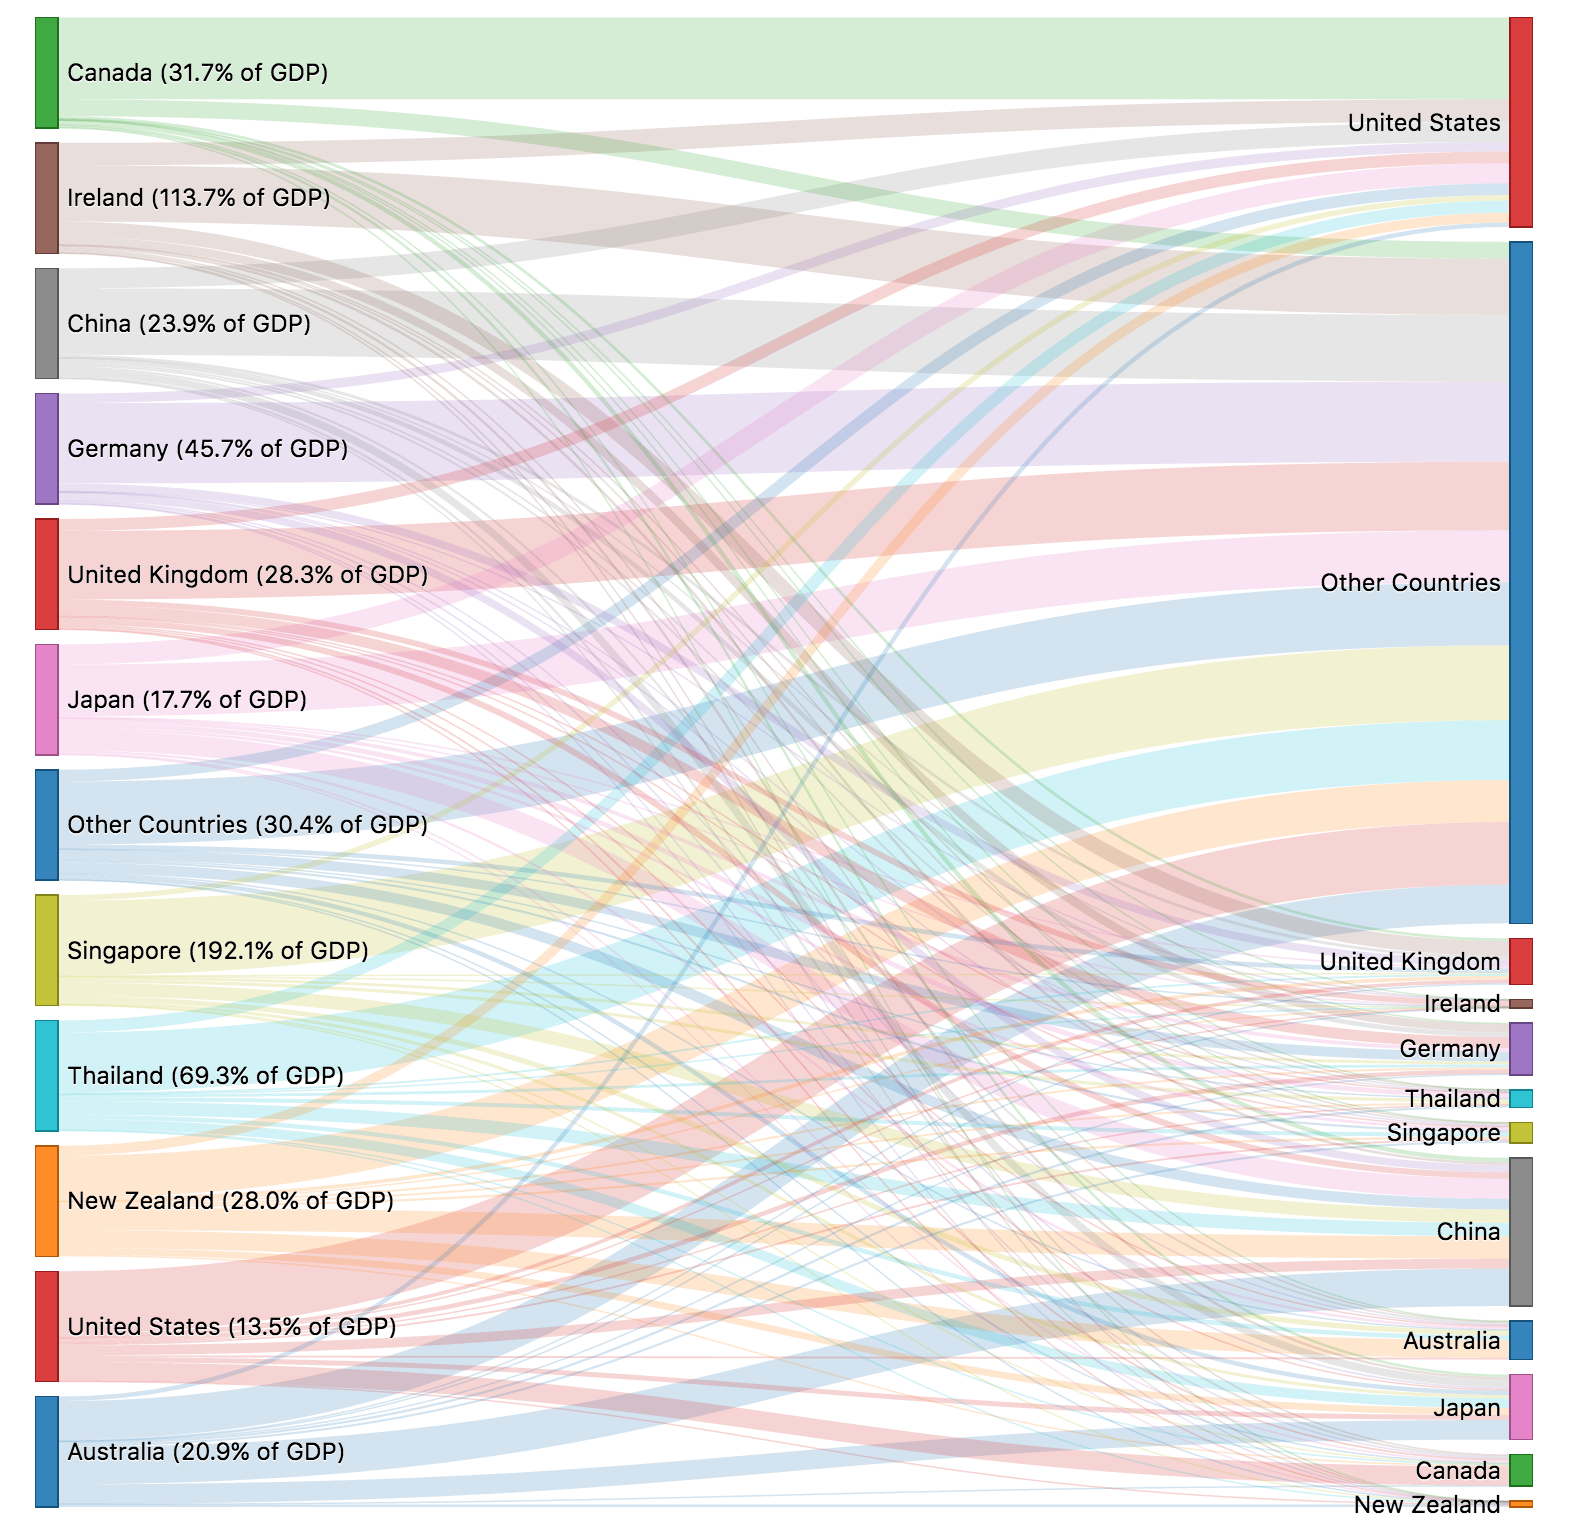 Canada (31.7% of GDP)
Ireland (113.7% of GDP)
China (23.9% of GDP)
Germany (45.7% of GDP)
United Kingdom (28.3% of GDP)
Japan (17.7% of GDP)
Other Countries (30.4% of GDP)
Singapore (192.1% of GDP)
Thailand (69.3% of GDP)
New Zealand (28.0% of GDP)
United States (13.5% of GDP)
Australia (20.9% of GDP)
United States
Other Countries
United Kingdom
Ireland
Germany
Thailand
Singapore
China
Australia
Japan
Canada
New Zealand